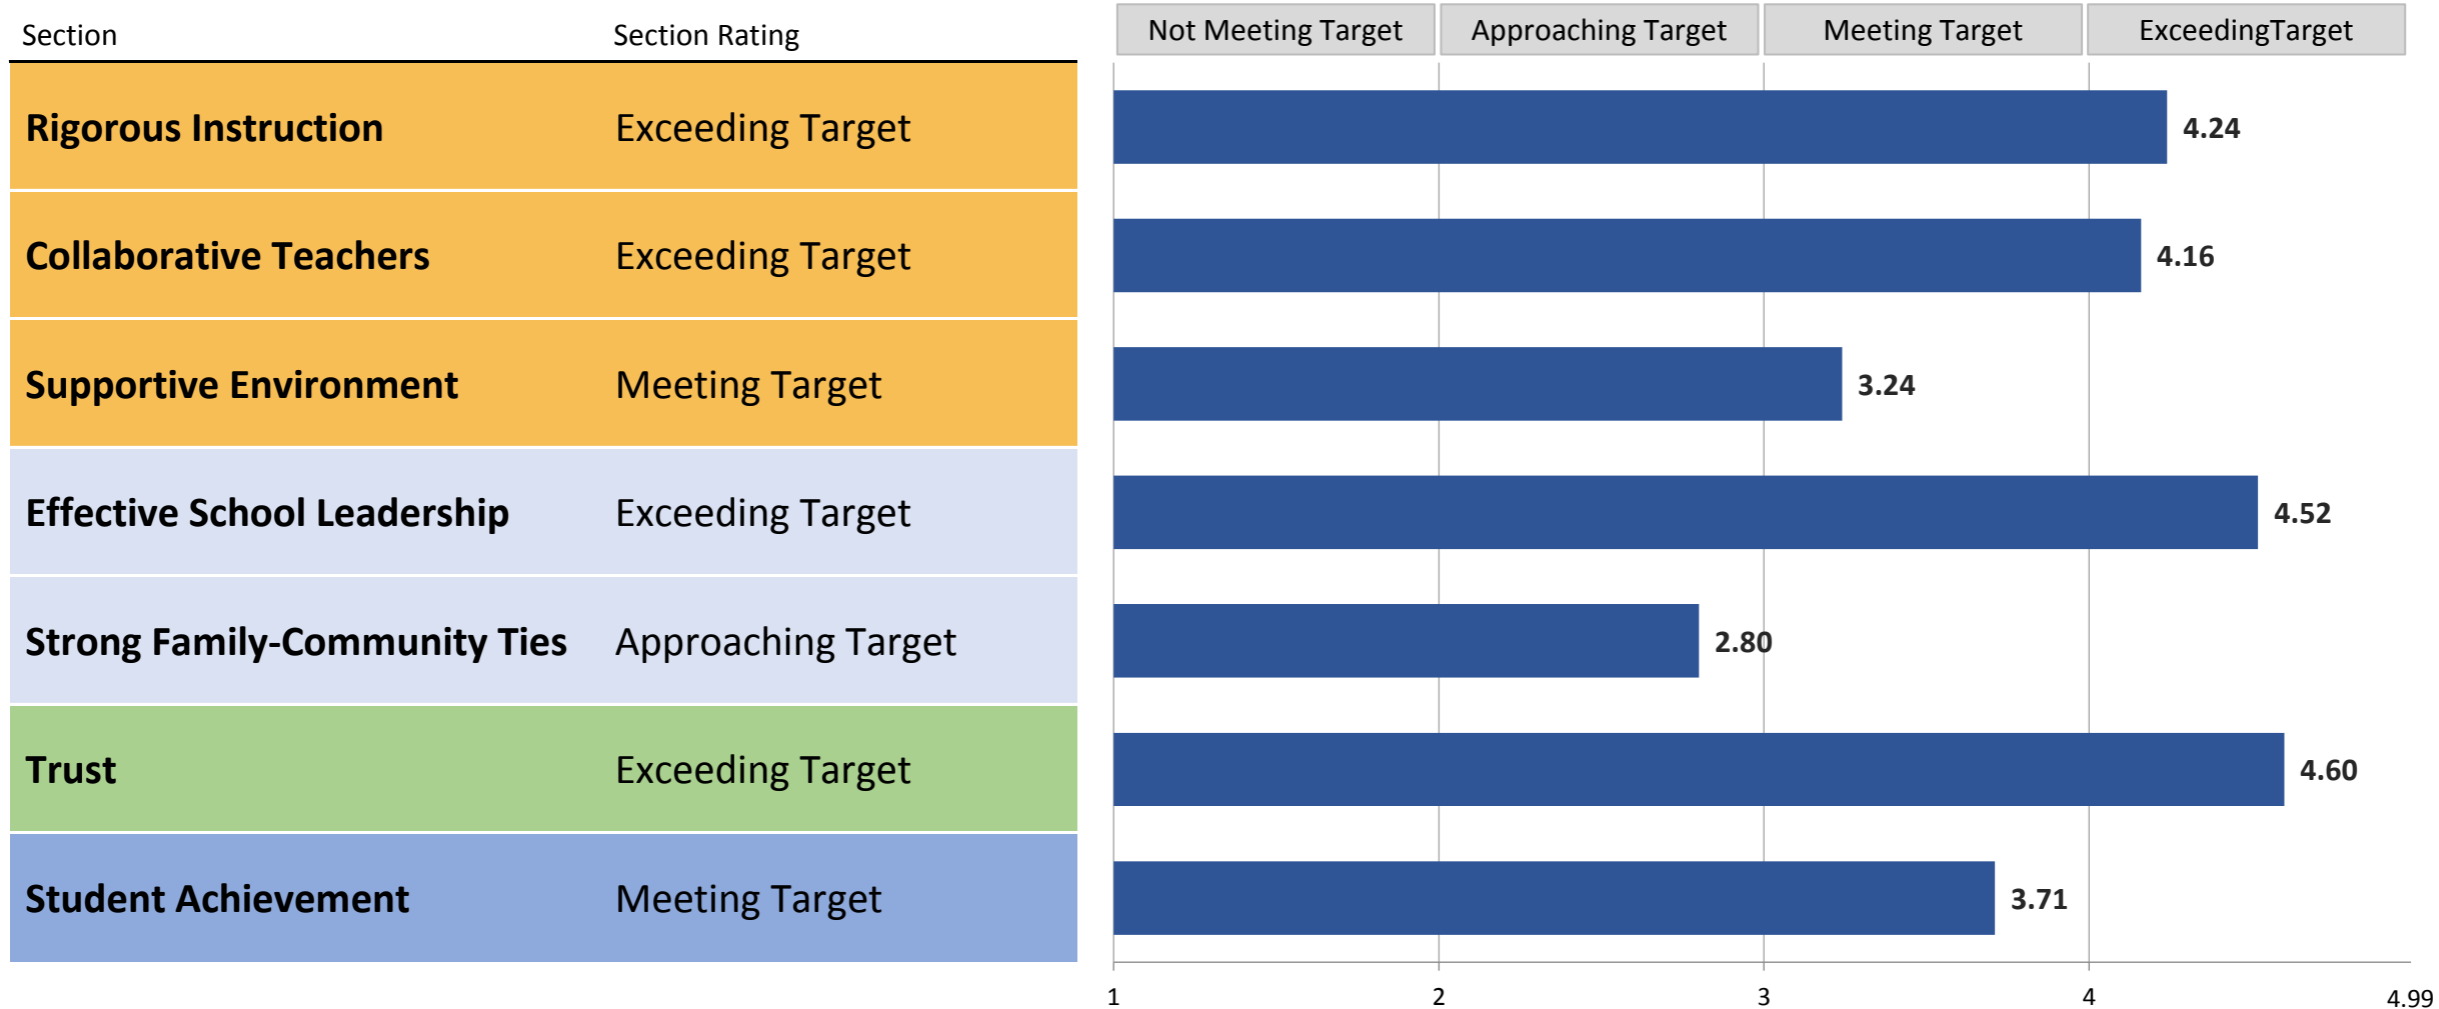 Section Section Rating Not Meeting Target Approaching Target Meeting Target ExceedingTarget
Rigorous Instruction Exceeding Target 4.24
Collaborative Teachers Exceeding Target 4.16
Supportive Environment Meeting Target 3.24
Effective School Leadership Exceeding Target 4.52
Strong Family-Community Ties Approaching Target 2.80
Trust Exceeding Target 4.60
Student Achievement Meeting Target 3.71
1 2 3 4 4.99